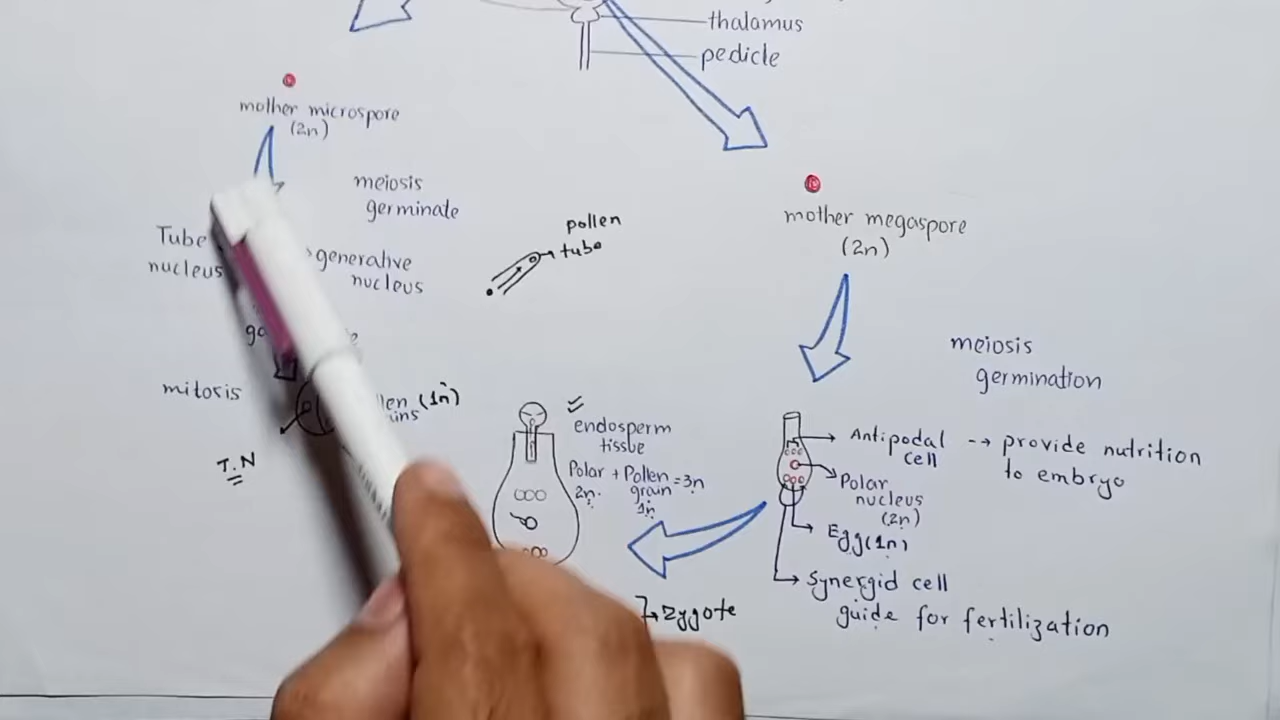 thalamus
pedicle
mother microspore
(2n)
meiosis
germinate
pollen
tube
mother megaspore
(2n)
Tube
nucleus
generative
nucleus
meiosis
germination
mitosis
(1n)
T.N
endosperm
tissue
Polar + Pollen = 3n
2n grain
1n
Antipodal --> provide nutrition
cell to embryo
Polar
nucleus
(2n)
Egg (1n)
Synergid cell
guide for fertilization
zygote